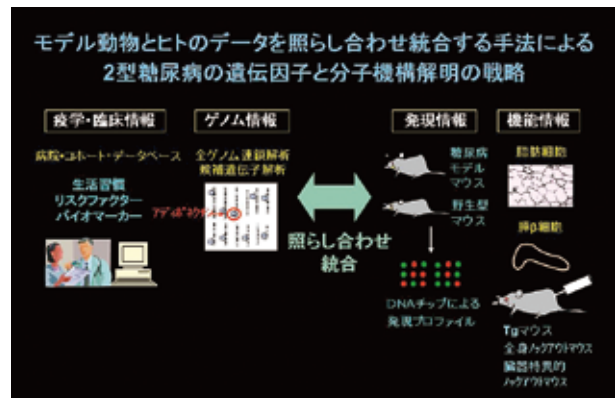 モデル動物とヒトのデータを照らし合わせ統合する手法による
2型糖尿病の遺伝因子と分子機構解明の戦略
疫学・臨床情報
ゲノム情報
病院・コホート・データベース
全ゲノム連鎖解析
候補遺伝子解析
生活習慣
リスクファクター
バイオマーカー
アディポネクチン
照らし合わせ
統合
発現情報
機能情報
糖尿病
モデル
マウス
野生型
マウス
DNAチップによる
発現プロファイル
脂肪細胞
膵β細胞
Tgマウス
全身ノックアウトマウス
臓器特異的
ノックアウトマウス